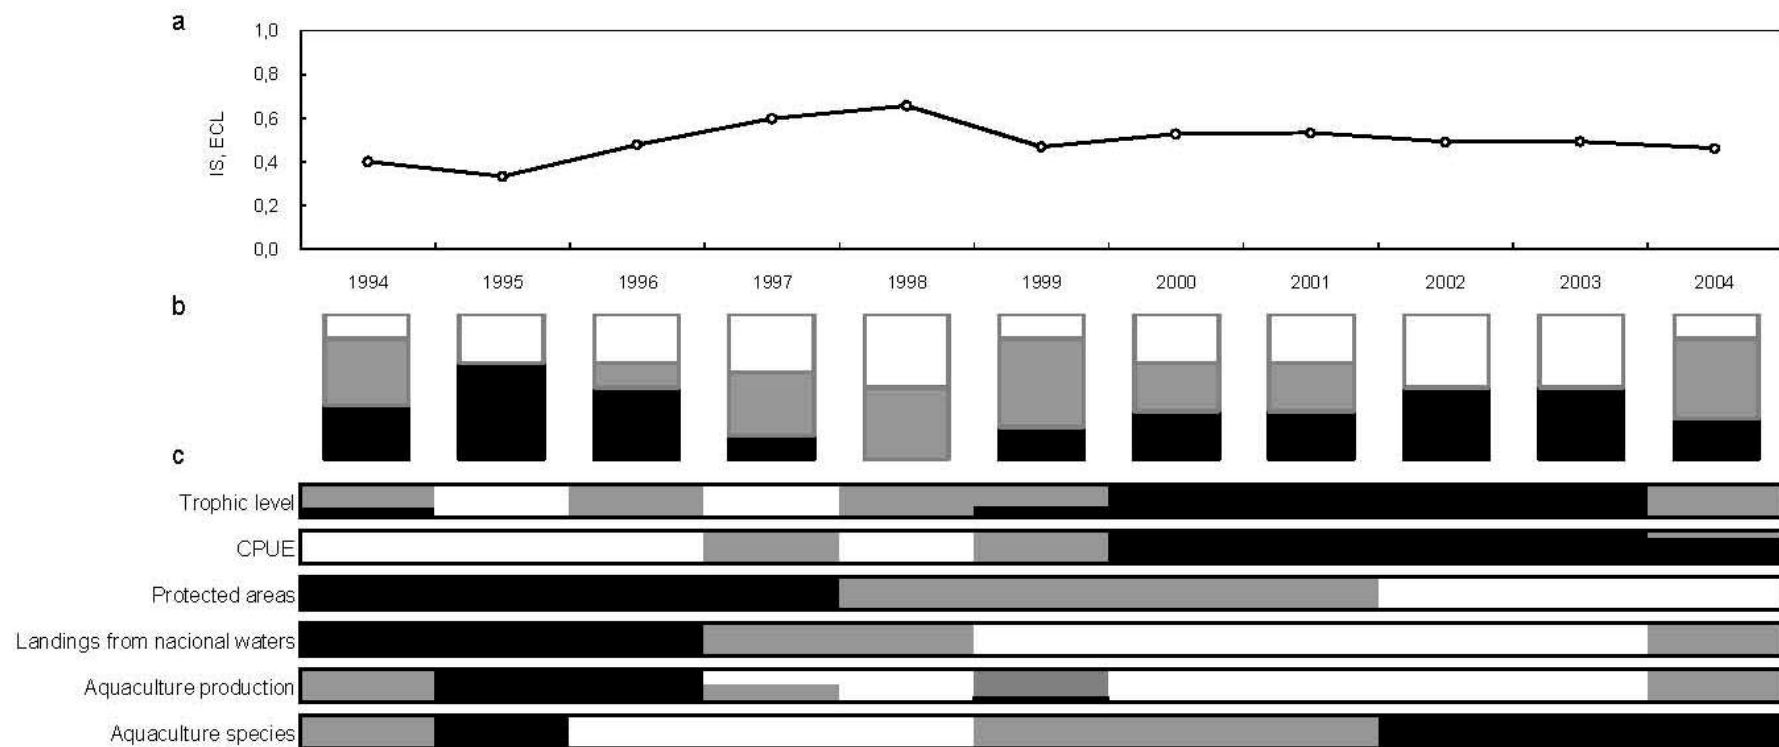 a
1,0
0,8
0,6
0,4
0,2
0,0
IS, ECL
1994 1995 1996 1997 1998 1999 2000 2001 2002 2003 2004
b
c
Trophic level
CPUE
Protected areas
Landings from nacional waters
Aquaculture production
Aquaculture species